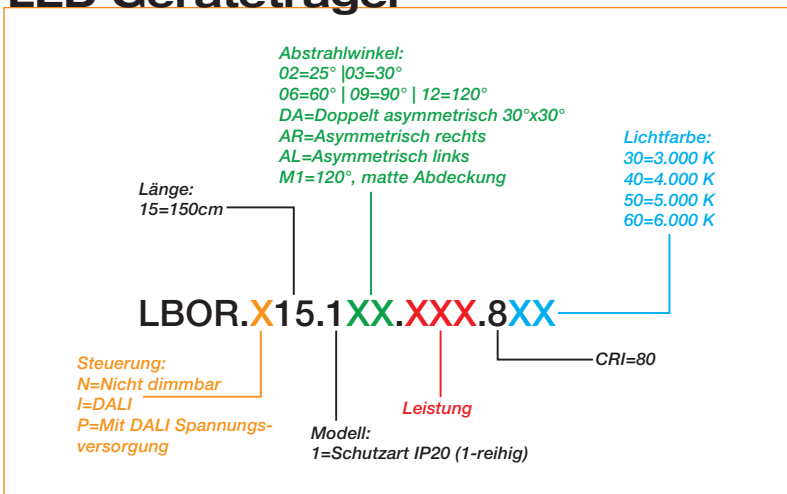 LED Geräteträger
Abstrahlwinkel:
02=25° |03=30°
06=60° | 09=90° | 12=120°
DA=Doppelt asymmetrisch 30°x30°
AR=Asymmetrisch rechts
AL=Asymmetrisch links
M1=120°, matte Abdeckung
Lichtfarbe:
30=3.000 K
40=4.000 K
50=5.000 K
60=6.000 K
Länge:
15=150cm
LBOR.X15.1XX.XXX.8XX
Steuerung:
N=Nicht dimmbar
I=DALI
P=Mit DALI Spannungs-
versorgung
Modell:
1=Schutzart IP20 (1-reihig)
Leistung
CRI=80